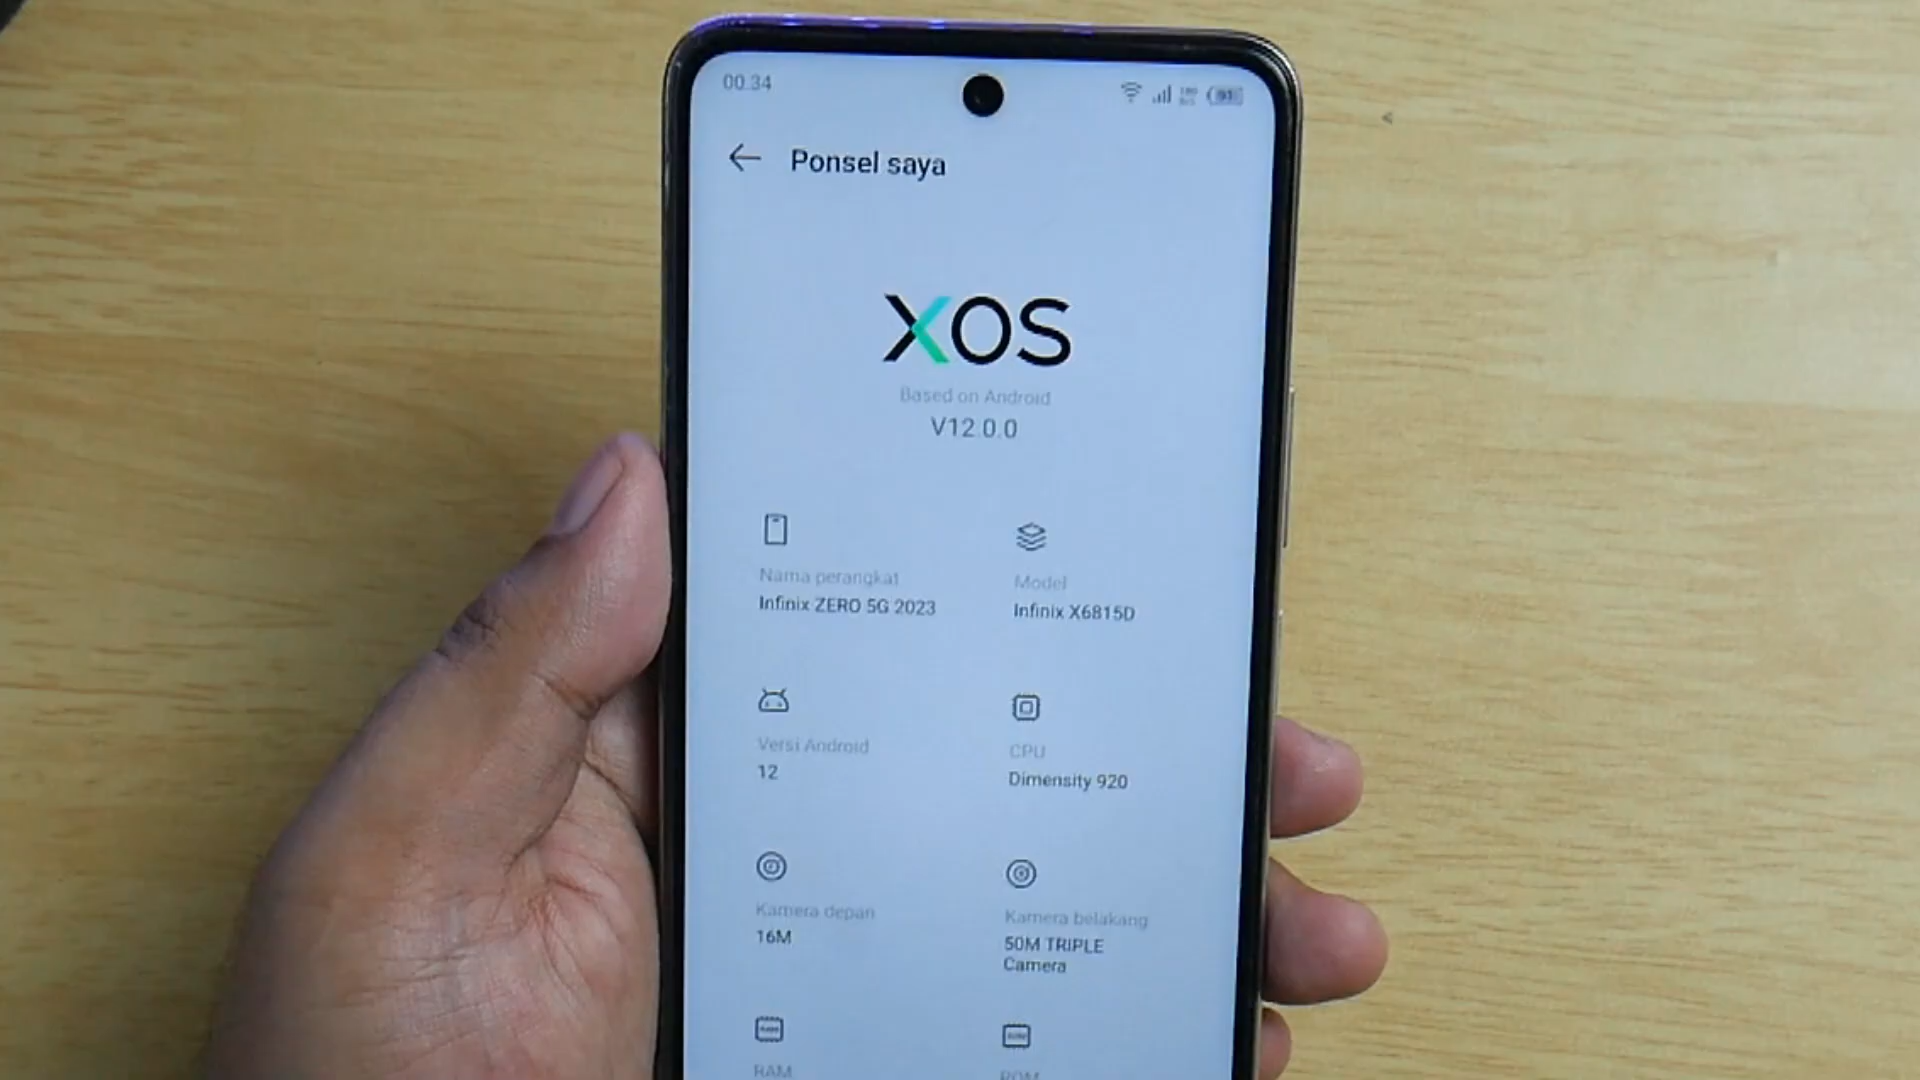 00.34
Ponsel saya
XOS
Based on Android
V12.0.0
Nama perangkat
Infinix ZERO 5G 2023
Model
Infinix X6815D
Versi Android
12
CPU
Dimensity 920
Kamera depan
16M
Kamera belakang
50M TRIPLE
Camera
RAM
ROM